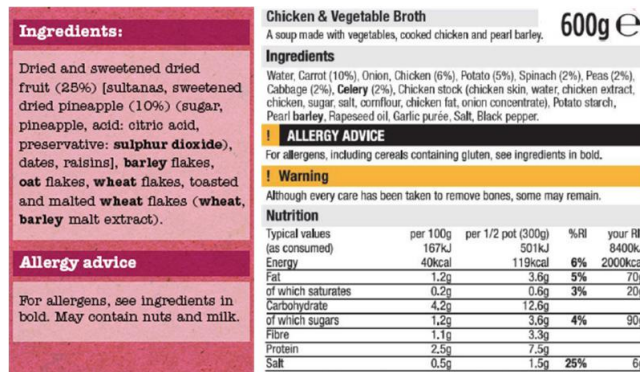 Ingredients:
Dried and sweetened dried
fruit (25%) [sultanas, sweetened
dried pineapple (10%) (sugar,
pineapple, acid: citric acid,
preservative: sulphur dioxide),
dates, raisins], barley flakes,
oat flakes, wheat flakes, toasted
and malted wheat flakes (wheat,
barley malt extract).
Allergy advice
For allergens, see ingredients in
bold. May contain nuts and milk.
Chicken & Vegetable Broth
A soup made with vegetables, cooked chicken and pearl barley.
600g e
Ingredients
Water, Carrot (10%), Onion, Chicken (6%), Potato (5%), Spinach (2%), Peas (2%),
Cabbage (2%), Celery (2%), Chicken stock (chicken skin, water, chicken extract,
chicken, sugar, salt, cornflour, chicken fat, onion concentrate), Potato starch,
Pearl barley, Rapeseed oil, Garlic purée, Salt, Black pepper.
! ALLERGY ADVICE
For allergens, including cereals containing gluten, see ingredients in bold.
! Warning
Although every care has been taken to remove bones, some may remain.
Nutrition
Typical values per 100g per 1/2 pot (300g) %RI your RI
(as consumed) 167kJ 501kJ 8400k
Energy 40kcal 119kcal 6% 2000kca
Fat 1.2g 3.6g 5% 70
of which saturates 0.2g 0.6g 3% 20
Carbohydrate 4.2g 12.6g
of which sugars 1.2g 3.6g 4% 90
Fibre 1.1g 3.3g
Protein 2.5g 7.5g
Salt 0.5g 1.5g 25% 6